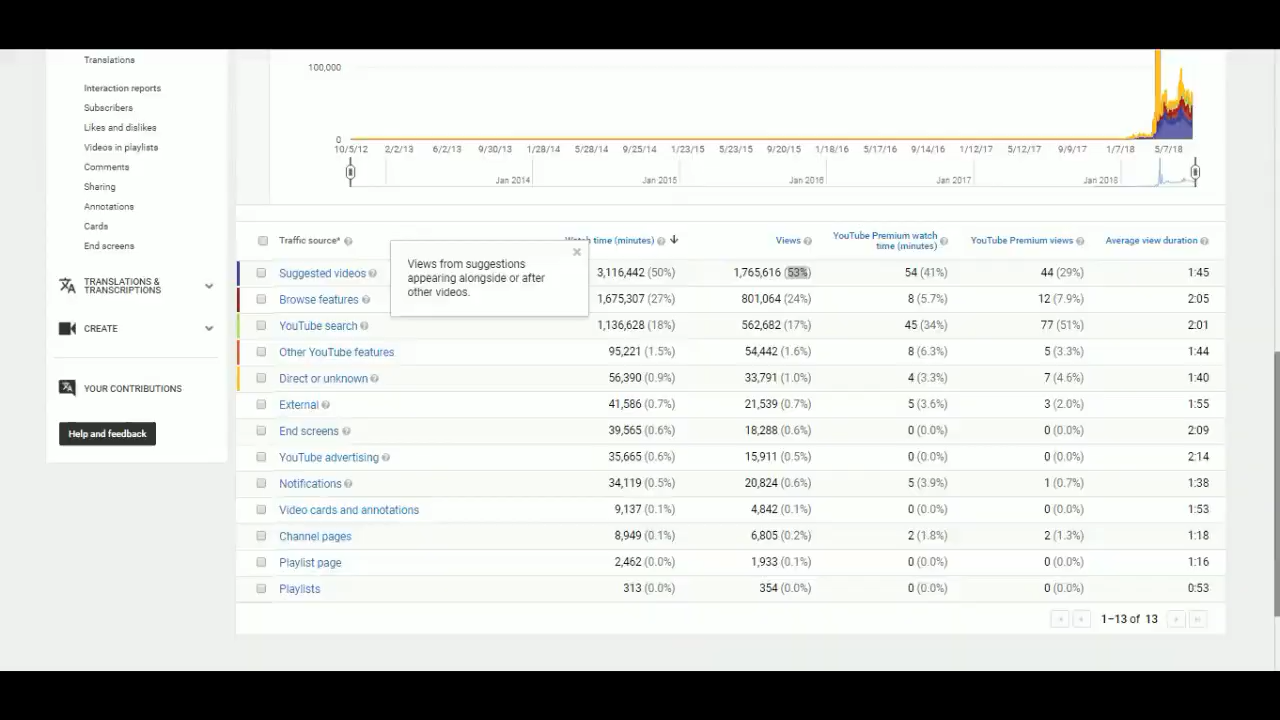 Translations
Interaction reports
Subscribers
Likes and dislikes
Videos in playlists
Comments
Sharing
Annotations
Cards
End screens
TRANSLATIONS &
TRANSCRIPTIONS
CREATE
YOUR CONTRIBUTIONS
Help and feedback
100,000
0
10/5/12 2/2/13 6/2/13 9/30/13 1/28/14 5/28/14 9/25/14 1/23/15 5/23/15 9/20/15 1/18/16 5/17/16 9/14/16 1/12/17 5/12/17 9/9/17 1/7/18 5/7/18
Jan 2014 Jan 2015 Jan 2016 Jan 2017 Jan 2018
Traffic source* time (minutes) Views YouTube Premium watch time (minutes) YouTube Premium views Average view duration
Views from suggestions
appearing alongside or after
other videos.
Suggested videos 3,116,442 (50%) 1,765,616 (53%) 54 (41%) 44 (29%) 1:45
Browse features 1,675,307 (27%) 801,064 (24%) 8 (5.7%) 12 (7.9%) 2:05
YouTube search 1,136,628 (18%) 562,682 (17%) 45 (34%) 77 (51%) 2:01
Other YouTube features 95,221 (1.5%) 54,442 (1.6%) 8 (6.3%) 5 (3.3%) 1:44
Direct or unknown 56,390 (0.9%) 33,791 (1.0%) 4 (3.3%) 7 (4.6%) 1:40
External 41,586 (0.7%) 21,539 (0.7%) 5 (3.6%) 3 (2.0%) 1:55
End screens 39,565 (0.6%) 18,288 (0.6%) 0 (0.0%) 0 (0.0%) 2:09
YouTube advertising 35,665 (0.6%) 15,911 (0.5%) 0 (0.0%) 0 (0.0%) 2:14
Notifications 34,119 (0.5%) 20,824 (0.6%) 5 (3.9%) 1 (0.7%) 1:38
Video cards and annotations 9,137 (0.1%) 4,842 (0.1%) 0 (0.0%) 0 (0.0%) 1:53
Channel pages 8,949 (0.1%) 6,805 (0.2%) 2 (1.8%) 2 (1.3%) 1:18
Playlist page 2,462 (0.0%) 1,933 (0.1%) 0 (0.0%) 0 (0.0%) 1:16
Playlists 313 (0.0%) 354 (0.0%) 0 (0.0%) 0 (0.0%) 0:53
1–13 of 13